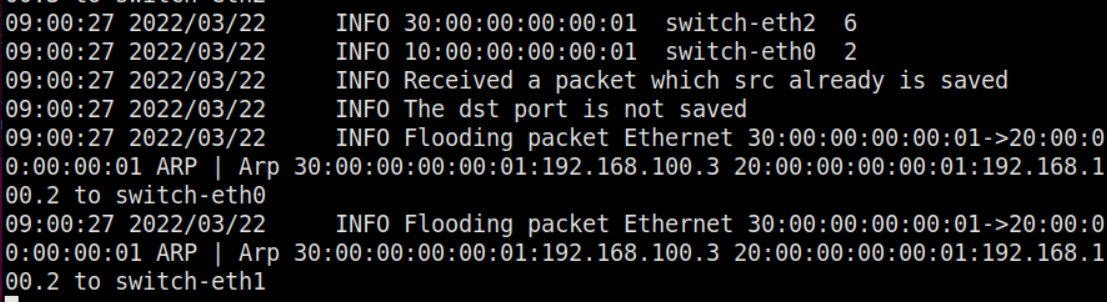 09:00:27 2022/03/22     INFO 30:00:00:00:00:01  switch-eth2  6
09:00:27 2022/03/22     INFO 10:00:00:00:00:01  switch-eth0  2
09:00:27 2022/03/22     INFO Received a packet which src already is saved
09:00:27 2022/03/22     INFO The dst port is not saved
09:00:27 2022/03/22     INFO Flooding packet Ethernet 30:00:00:00:00:01->20:00:0
0:00:00:01 ARP | Arp 30:00:00:00:00:01:192.168.100.3 20:00:00:00:00:01:192.168.1
00.2 to switch-eth0
09:00:27 2022/03/22     INFO Flooding packet Ethernet 30:00:00:00:00:01->20:00:0
0:00:00:01 ARP | Arp 30:00:00:00:00:01:192.168.100.3 20:00:00:00:00:01:192.168.1
00.2 to switch-eth1